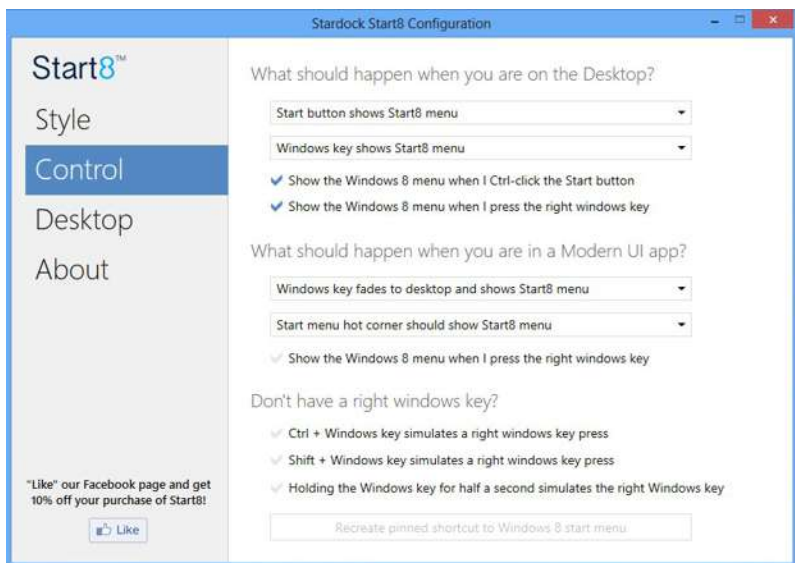 Stardock Start8 Configuration
Start8™
Style
Control
Desktop
About
"Like" our Facebook page and get
10% off your purchase of Start8!
Like
What should happen when you are on the Desktop?
Start button shows Start8 menu
Windows key shows Start8 menu
Show the Windows 8 menu when I Ctrl-click the Start button
Show the Windows 8 menu when I press the right windows key
What should happen when you are in a Modern UI app?
Windows key fades to desktop and shows Start8 menu
Start menu hot corner should show Start8 menu
Show the Windows 8 menu when I press the right windows key
Don't have a right windows key?
Ctrl + Windows key simulates a right windows key press
Shift + Windows key simulates a right windows key press
Holding the Windows key for half a second simulates the right Windows key
Recreate pinned shortcut to Windows 8 start menu